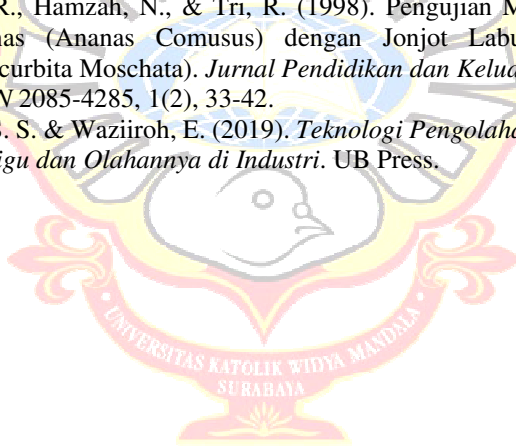 R., Hamzah, N., & Tri, R. (1998). Pengujian M
nas (Ananas Comusus) dengan Jonjot Labu
curbita Moschata). Jurnal Pendidikan dan Kelua
N 2085-4285, 1(2), 33-42.
. S. & Waziiroh, E. (2019). Teknologi Pengolaha
igu dan Olahannya di Industri. UB Press.
UNIVERSITAS KATOLIK WIDYA MANDALA
SURABAYA